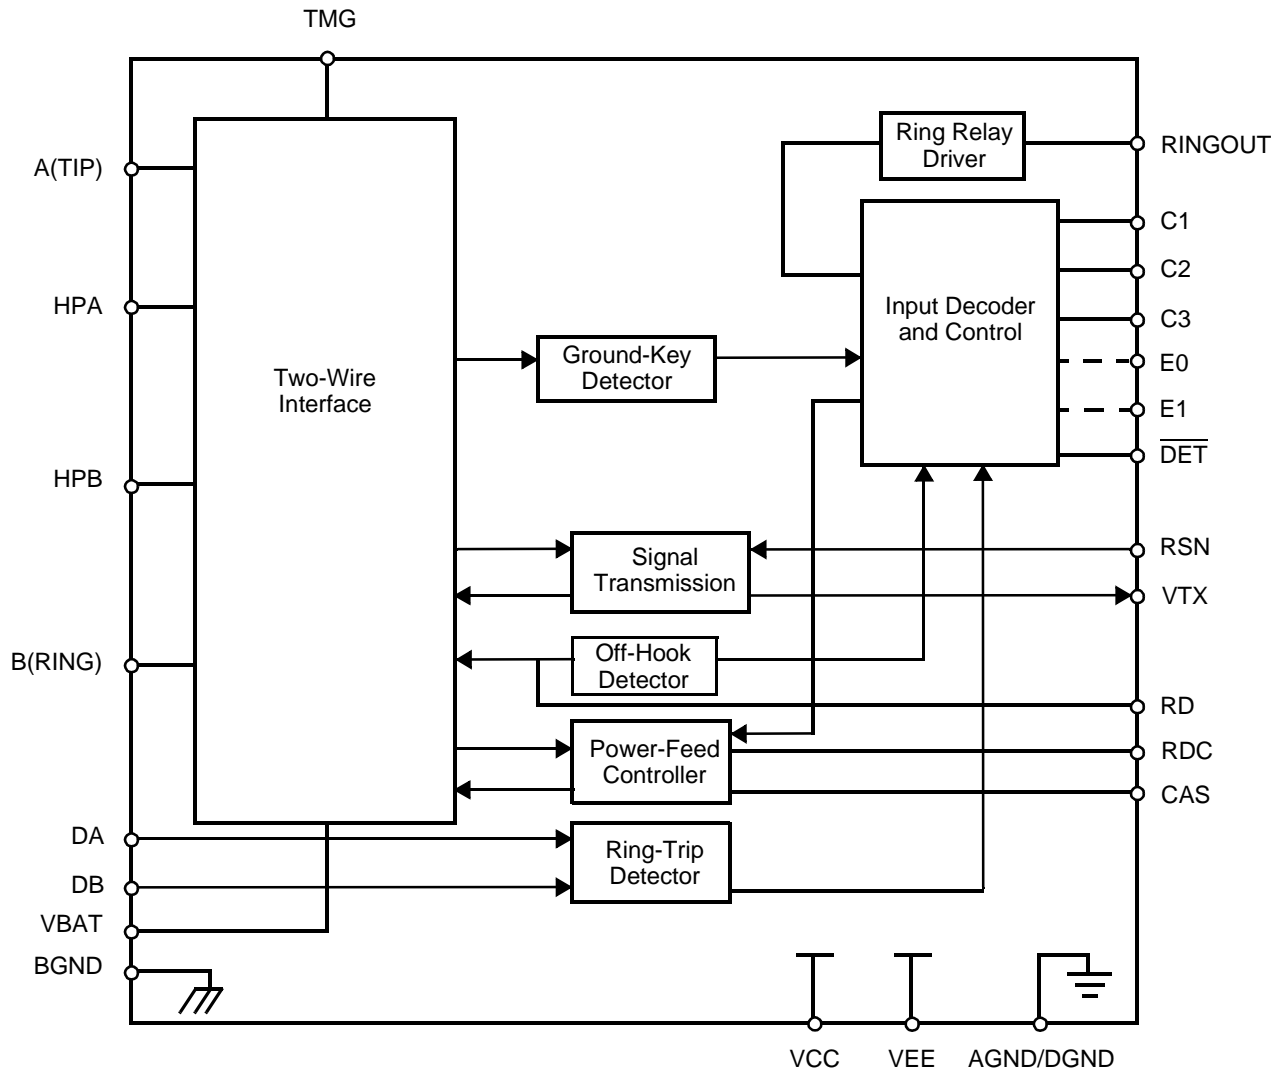 TMG
A(TIP)
HPA
HPB
B(RING)
DA
DB
VBAT
BGND
Two-Wire
Interface
Ring Relay
Driver
Input Decoder
and Control
Ground-Key
Detector
Signal
Transmission
Off-Hook
Detector
Power-Feed
Controller
Ring-Trip
Detector
RINGOUT
C1
C2
C3
E0
E1
DET
RSN
VTX
RD
RDC
CAS
VCC
VEE
AGND/DGND